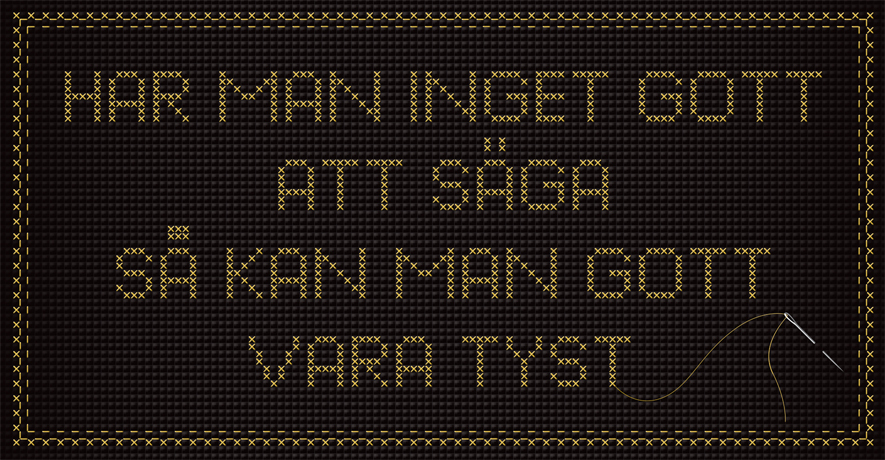 HAR MAN INGET GOTT
ATT SÄGA
SÅ KAN MAN GOTT
VARA TYST